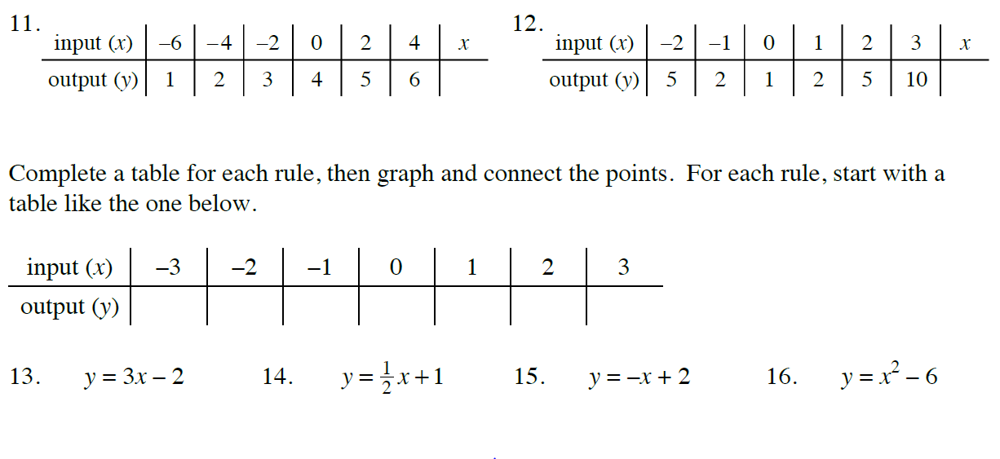 11. 12.
input (x) –6 –4 –2 0 2 4 x input (x) –2 –1 0 1 2 3 x
output (y) 1 2 3 4 5 6 output (y) 5 2 1 2 5 10
Complete a table for each rule, then graph and connect the points. For each rule, start with a
table like the one below.
input (x) –3 –2 –1 0 1 2 3
output (y)
13. y = 3x – 2 14. y = 1/2 x + 1 15. y = –x + 2 16. y = x² – 6